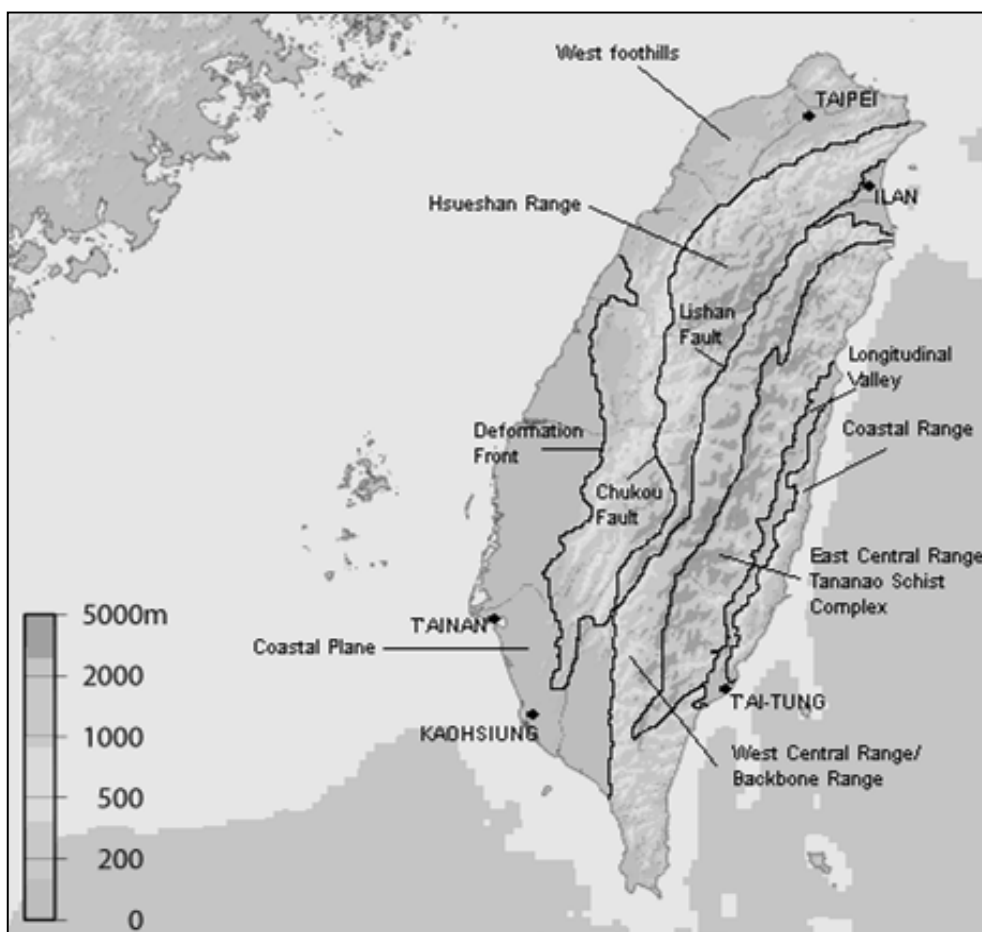 West foothills
TAIPEI
ILAN
Hsueshan Range
Lishan
Fault
Longitudinal
Valley
Coastal Range
Deformation
Front
Chukou
Fault
East Central Range
Tananao Schist
Complex
5000m
2000
1000
500
200
0
TAINAN
Coastal Plane
KAOHSIUNG
TAI-TUNG
West Central Range/
Backbone Range